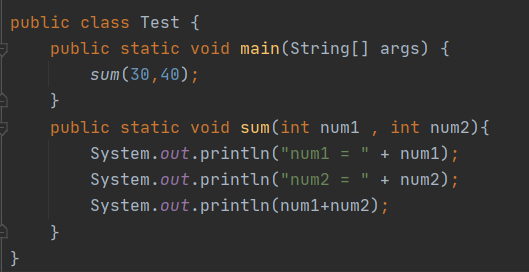 public class Test {
    public static void main(String[] args) {
        sum(30,40);
    }
    public static void sum(int num1 , int num2){
        System.out.println("num1 = " + num1);
        System.out.println("num2 = " + num2);
        System.out.println(num1+num2);
    }
}